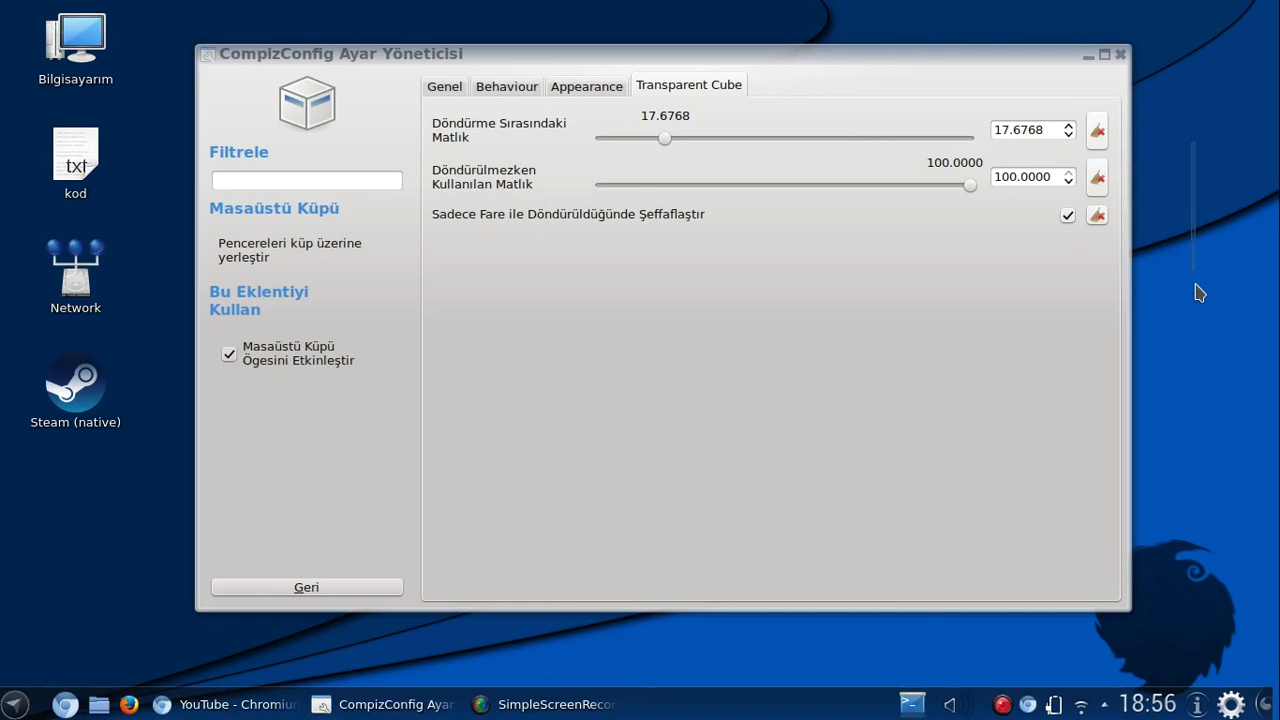 Bilgisayarım
txt
kod
Network
Steam (native)
CompizConfig Ayar Yöneticisi
Filtrele
Masaüstü Küpü
Pencereleri küp üzerine
yerleştir
Bu Eklentiyi
Kullan
Masaüstü Küpü
Ögesini Etkinleştir
Geri
Genel
Behaviour
Appearance
Transparent Cube
Döndürme Sırasındaki
Matlık
17.6768
17.6768
Döndürülmezken
Kullanılan Matlık
100.0000
100.0000
Sadece Fare ile Döndürüldüğünde Şeffaflaştır
YouTube - Chromium
CompizConfig Ayar
SimpleScreenRecor
18:56